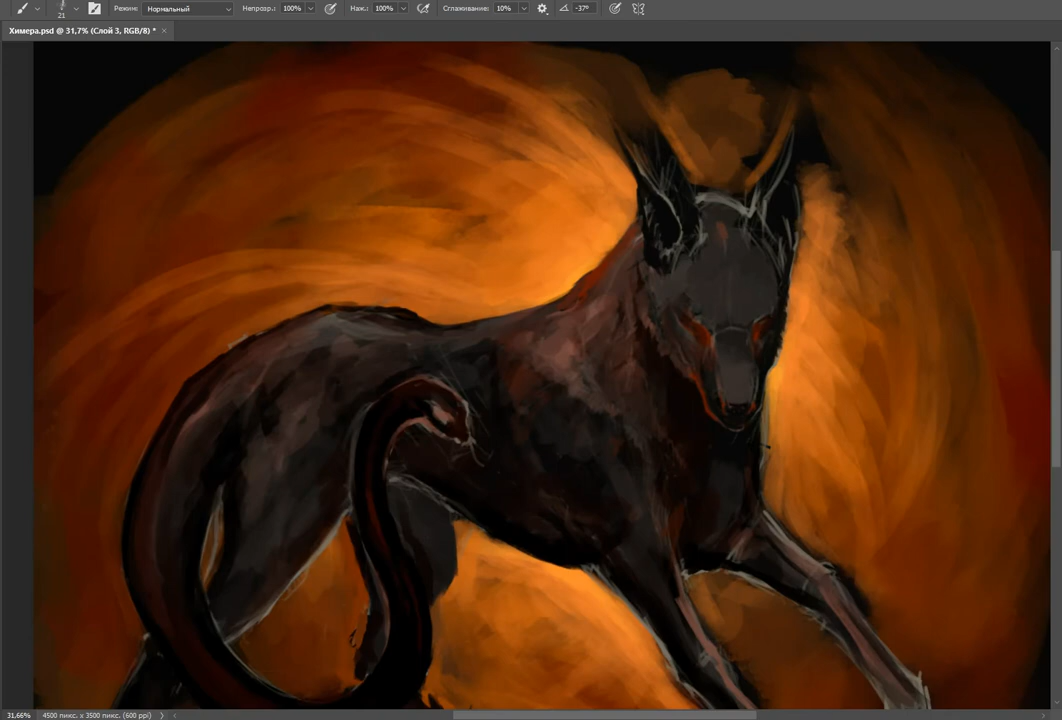 Режим: Нормальный Непрозр.: 100% Наж.: 100% Сглаживание: 10% -37°
21
Химера.psd @ 31,7% (Слой 3, RGB/8) * ×
31,66% 4500 пикс. x 3500 пикс. (600 ppi)